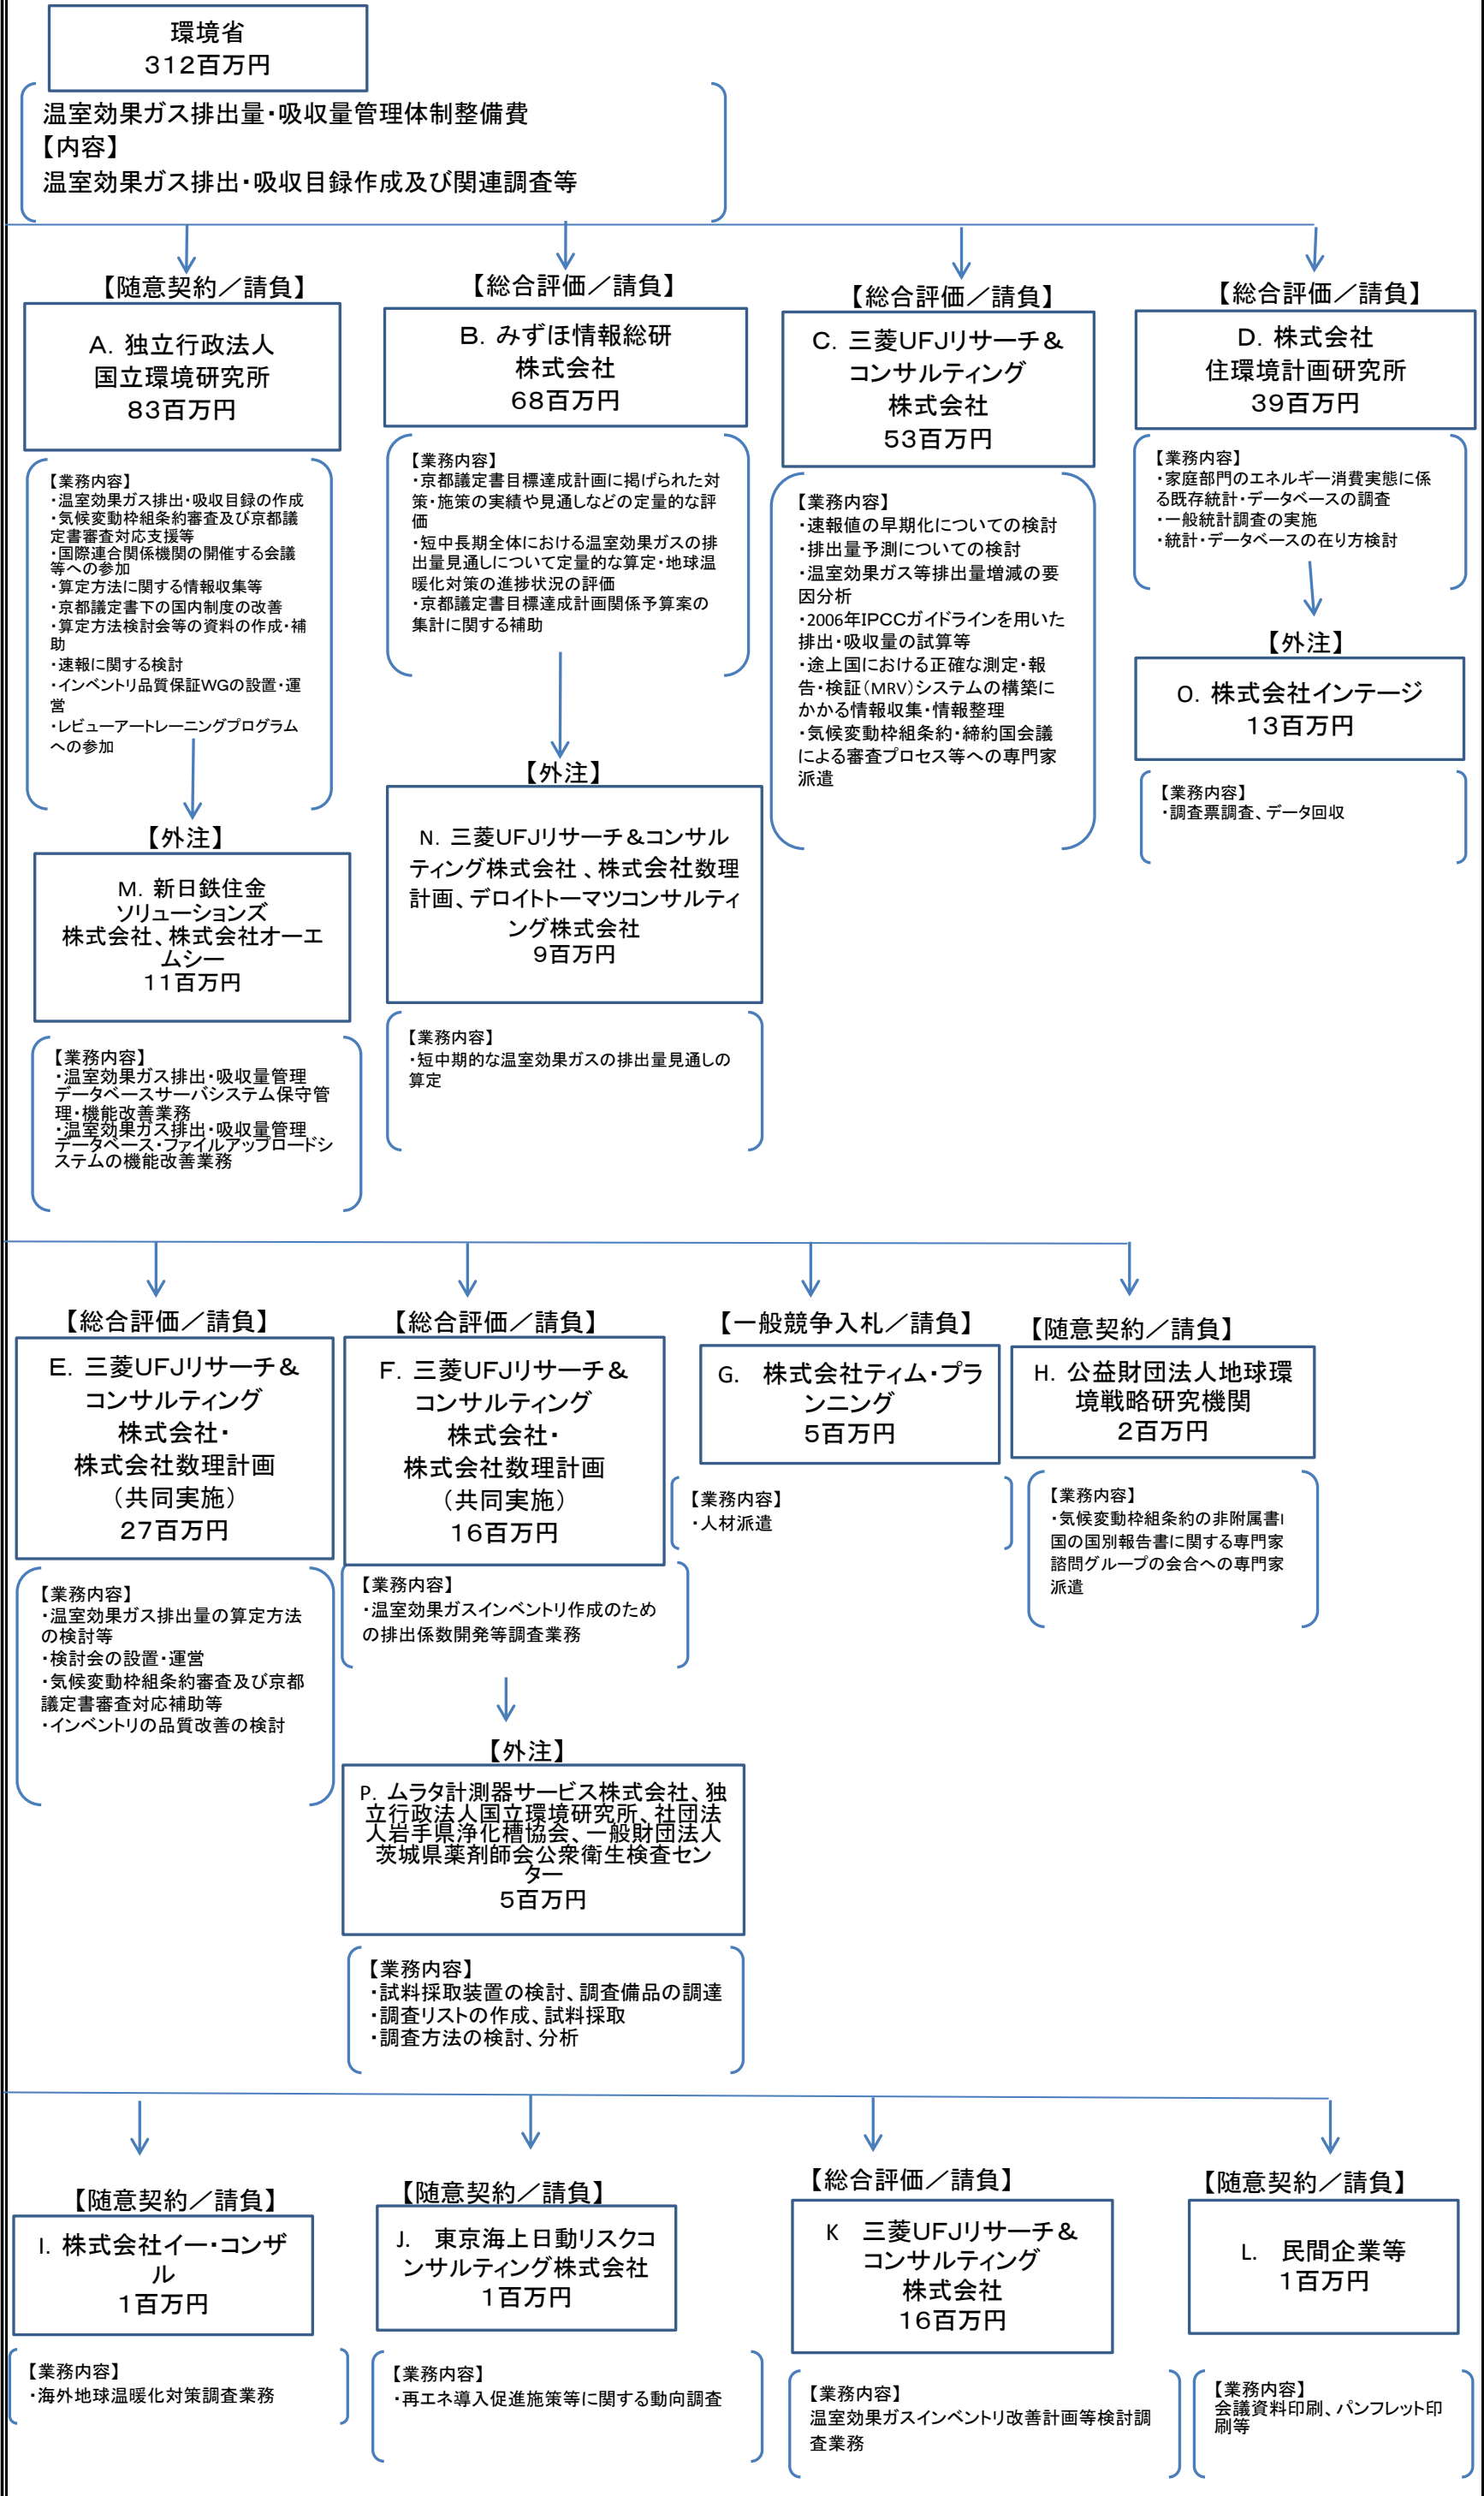 環境省
312百万円
温室効果ガス排出量・吸収量管理体制整備費
【内容】
温室効果ガス排出・吸収目録作成及び関連調査等
【随意契約／請負】
A．独立行政法人
国立環境研究所
83百万円
【業務内容】
・温室効果ガス排出・吸収目録の作成
・気候変動枠組条約審査及び京都議
定書審査対応支援等
・国際連合関係機関の開催する会議
等への参加
・算定方法に関する情報収集等
・京都議定書下の国内制度の改善
・算定方法検討会等の資料の作成・補
助
・速報に関する検討
・インベントリ品質保証WGの設置・運
営
・レビューアートレーニングプログラム
への参加
【外注】
M．新日鉄住金
ソリューションズ
株式会社、株式会社オーエ
ムシー
11百万円
【業務内容】
・温室効果ガス排出・吸収量管理
データベースサーバシステム保守管
理・機能改善業務
・温室効果ガス排出・吸収量管理
データベース・ファイルアップロードシ
ステムの機能改善業務
【総合評価／請負】
B．みずほ情報総研
株式会社
68百万円
【業務内容】
・京都議定書目標達成計画に掲げられた対
策・施策の実績や見通しなどの定量的な評
価
・短中長期全体における温室効果ガスの排
出量見通しについて定量的な算定・地球温
暖化対策の進捗状況の評価
・京都議定書目標達成計画関係予算案の
集計に関する補助
【外注】
N．三菱UFJリサーチ＆コンサル
ティング株式会社 、株式会社数理
計画、デロイトトーマツコンサルティ
ング株式会社
9百万円
【業務内容】
・短中期的な温室効果ガスの排出量見通しの
算定
【総合評価／請負】
C．三菱UFJリサーチ＆
コンサルティング
株式会社
53百万円
【業務内容】
・速報値の早期化についての検討
・排出量予測についての検討
・温室効果ガス等排出量増減の要
因分析
・2006年IPCCガイドラインを用いた
排出・吸収量の試算等
・途上国における正確な測定・報
告・検証（MRV）システムの構築に
かかる情報収集・情報整理
・気候変動枠組条約・締約国会議
による審査プロセス等への専門家
派遣
【総合評価／請負】
D．株式会社
住環境計画研究所
39百万円
【業務内容】
・家庭部門のエネルギー消費実態に係
る既存統計・データベースの調査
・一般統計調査の実施
・統計・データベースの在り方検討
【外注】
O．株式会社インテージ
13百万円
【業務内容】
・調査票調査、データ回収
【総合評価／請負】
E．三菱UFJリサーチ＆
コンサルティング
株式会社・
株式会社数理計画
（共同実施）
27百万円
【業務内容】
・温室効果ガス排出量の算定方法
の検討等
・検討会の設置・運営
・気候変動枠組条約審査及び京都
議定書審査対応補助等
・インベントリの品質改善の検討
【総合評価／請負】
F．三菱UFJリサーチ＆
コンサルティング
株式会社・
株式会社数理計画
（共同実施）
16百万円
【業務内容】
・温室効果ガスインベントリ作成のため
の排出係数開発等調査業務
【外注】
P．ムラタ計測器サービス株式会社、独
立行政法人国立環境研究所、社団法
人岩手県浄化槽協会、一般財団法人
茨城県薬剤師会公衆衛生検査セン
ター
5百万円
【業務内容】
・試料採取装置の検討、調査備品の調達
・調査リストの作成、試料採取
・調査方法の検討、分析
【一般競争入札／請負】
G． 株式会社ティム・プラ
ンニング
5百万円
【業務内容】
・人材派遣
【随意契約／請負】
H．公益財団法人地球環
境戦略研究機関
2百万円
【業務内容】
・気候変動枠組条約の非附属書I
国の国別報告書に関する専門家
諮問グループの会合への専門家
派遣
【随意契約／請負】
I．株式会社イー・コンザ
ル
1百万円
【業務内容】
・海外地球温暖化対策調査業務
【随意契約／請負】
J． 東京海上日動リスクコ
ンサルティング株式会社
1百万円
【業務内容】
・再エネ導入促進施策等に関する動向調査
【総合評価／請負】
K 三菱UFJリサーチ＆
コンサルティング
株式会社
16百万円
【業務内容】
温室効果ガスインベントリ改善計画等検討調
査業務
【随意契約／請負】
L． 民間企業等
1百万円
【業務内容】
会議資料印刷、パンフレット印
刷等